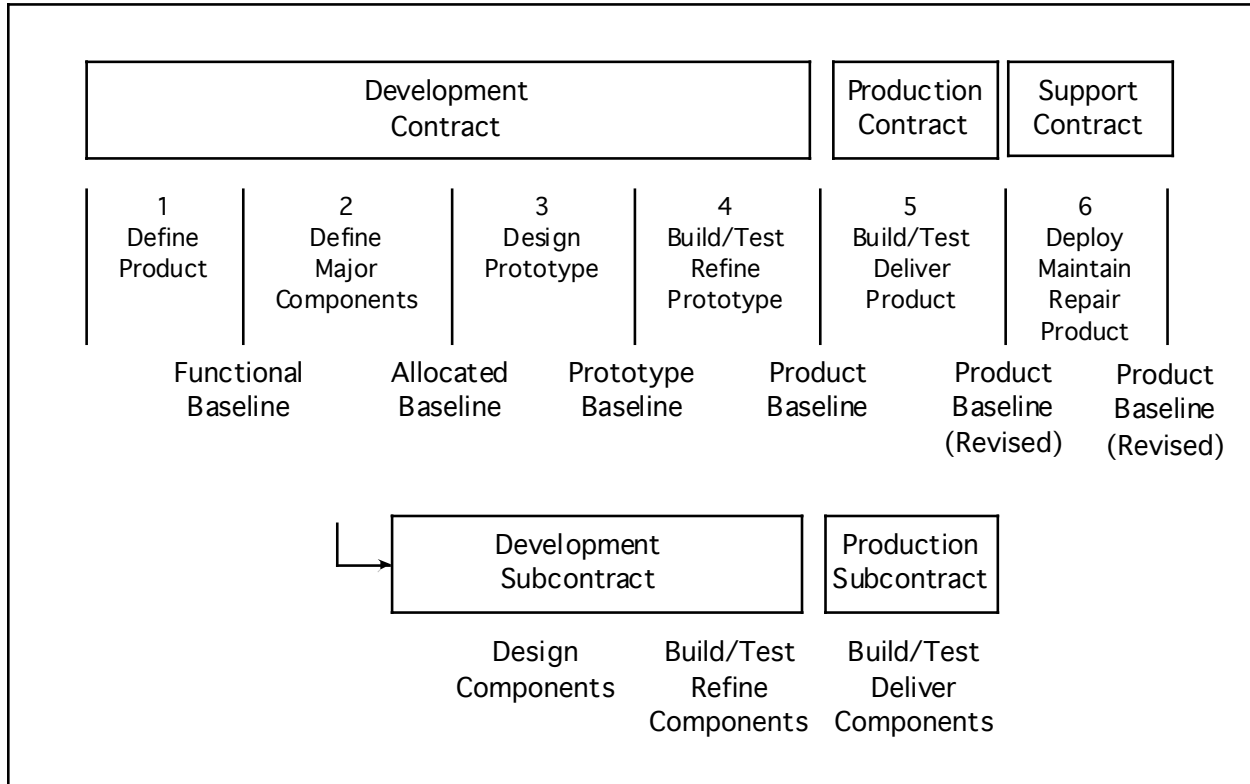 Development
Contract
Production
Contract
Support
Contract
1
Define
Product
2
Define
Major
Components
3
Design
Prototype
4
Build/Test
Refine
Prototype
5
Build/Test
Deliver
Product
6
Deploy
Maintain
Repair
Product
Functional
Baseline
Allocated
Baseline
Prototype
Baseline
Product
Baseline
Product
Baseline
(Revised)
Product
Baseline
(Revised)
Development
Subcontract
Production
Subcontract
Design
Components
Build/Test
Refine
Components
Build/Test
Deliver
Components